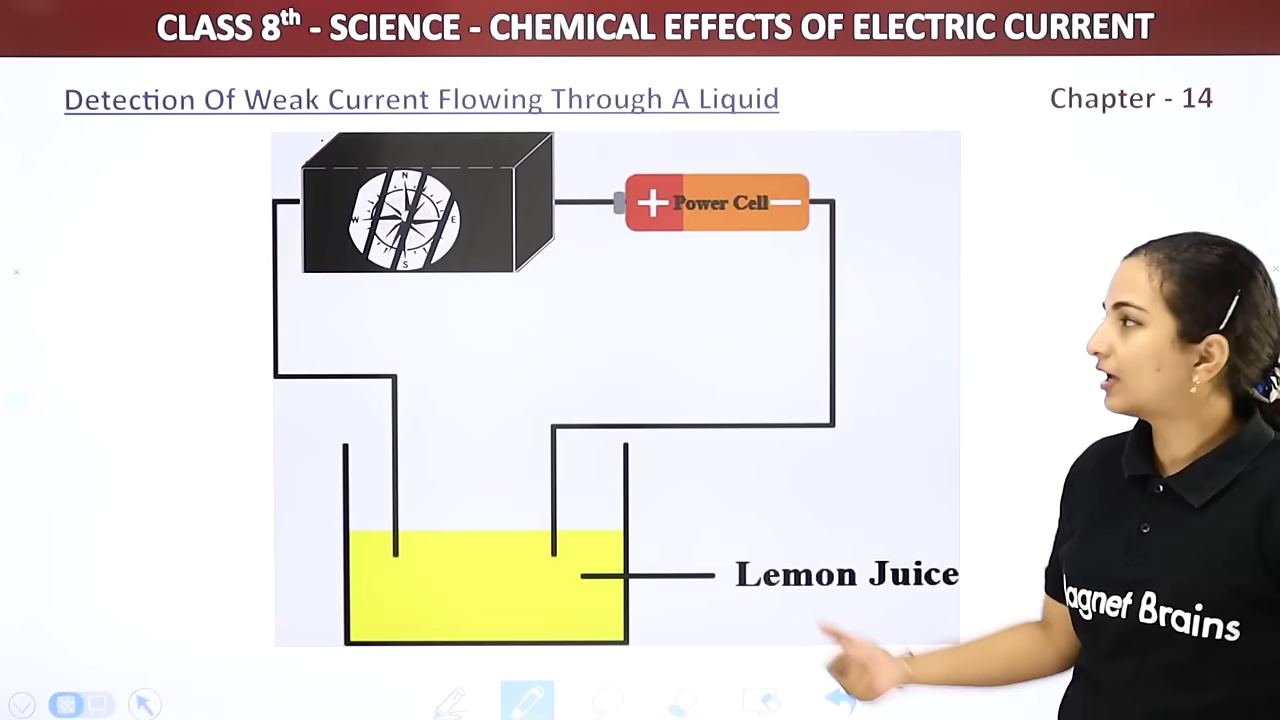 CLASS 8th - SCIENCE - CHEMICAL EFFECTS OF ELECTRIC CURRENT
Detection Of Weak Current Flowing Through A Liquid
Chapter - 14
N
W
E
S
+ Power Cell −
Lemon Juice
agnet Brains